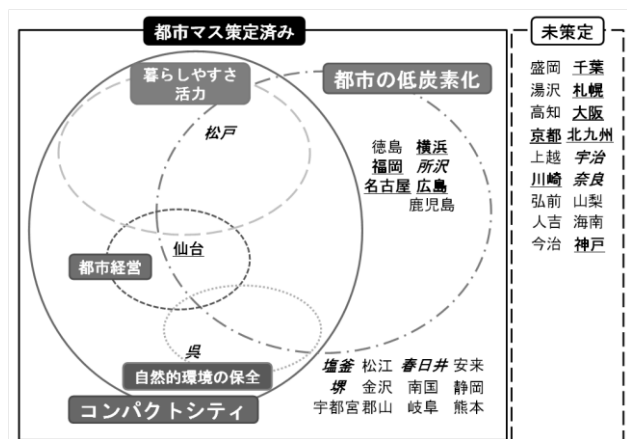 都市マス策定済み
未策定
暮らしやすさ
活力
都市の低炭素化
松戸
徳島 横浜
福岡 所沢
名古屋 広島
鹿児島
仙台
都市経営
呉
自然的環境の保全
コンパクトシティ
塩釜 松江 春日井 安来
堺 金沢 南国 静岡
宇都宮 郡山 岐阜 熊本
盛岡 千葉
湯沢 札幌
高知 大阪
京都 北九州
上越 宇治
川崎 奈良
弘前 山梨
人吉 海南
今治 神戸